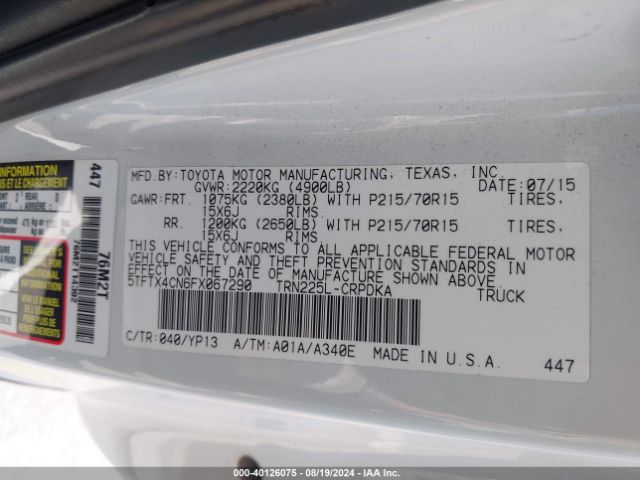 MFD.BY:TOYOTA MOTOR MANUFACTURING, TEXAS, INC.
GVWR:2220KG (4900LB) DATE:07/15
GAWR:FRT. 1075KG (2380LB) WITH P215/70R15 TIRES,
15X6J RIMS.
RR. 1200KG (2650LB) WITH P215/70R15 TIRES,
15X6J RIMS.
THIS VEHICLE CONFORMS TO ALL APPLICABLE FEDERAL MOTOR
VEHICLE SAFETY AND THEFT PREVENTION STANDARDS IN
EFFECT ON THE DATE OF MANUFACTURE SHOWN ABOVE.
5TFTX4CN6FX067290 TRN225L-CRPDKA TRUCK
C/TR:040/YP13 A/TM:A01A/A340E MADE IN U.S.A.
447
INFORMATION
447
76M2T
000 - 40126075 - 08/19/2024 - IAAI.COM